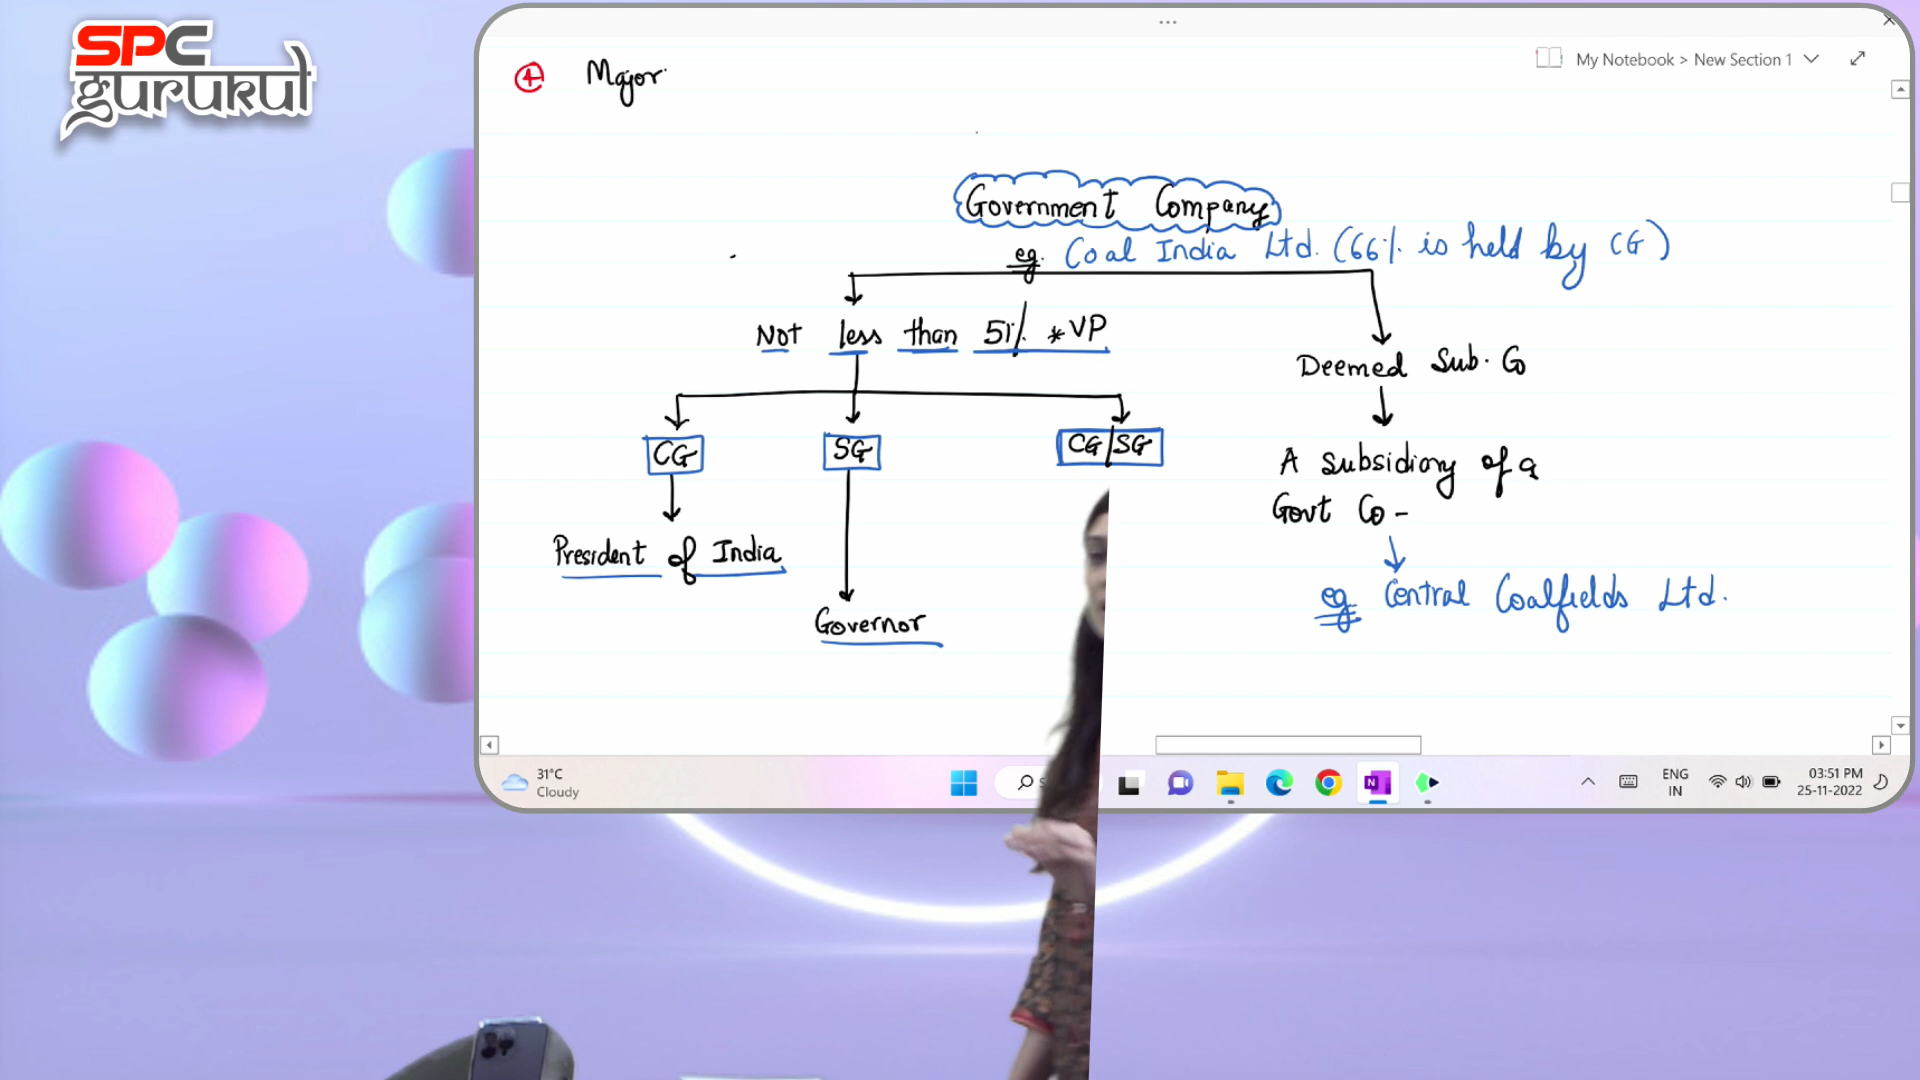 SPC
gurukul
...
My Notebook > New Section 1
4 Major
Government Company
eg. Coal India Ltd. (66% is held by CG)
Not less than 51% *VP
Deemed Sub. Co
CG
SG
CG/SG
A subsidiary of a
Govt Co -
President of India
eg Central Coalfields Ltd.
Governor
31°C
Cloudy
ENG
IN
03:51 PM
25-11-2022